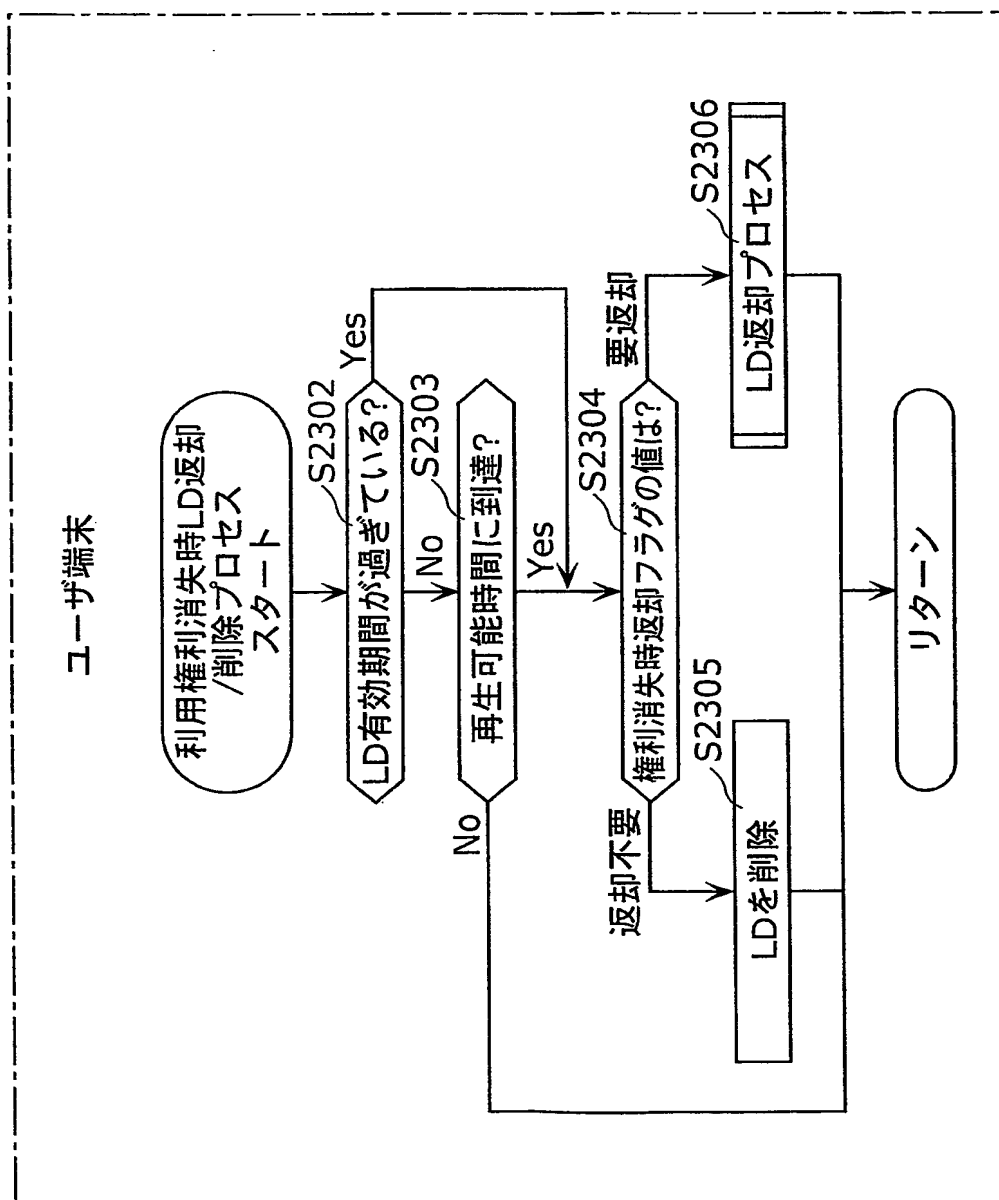 ユーザ端末
利用権利消失時LD返却
/削除プロセス
スタート
S2302
LD有効期間が過ぎている?
Yes
No
S2303
再生可能時間に到達?
No
Yes
S2304
権利消失時返却フラグの値は?
返却不要
要返却
S2305
LDを削除
S2306
LD返却プロセス
リターン